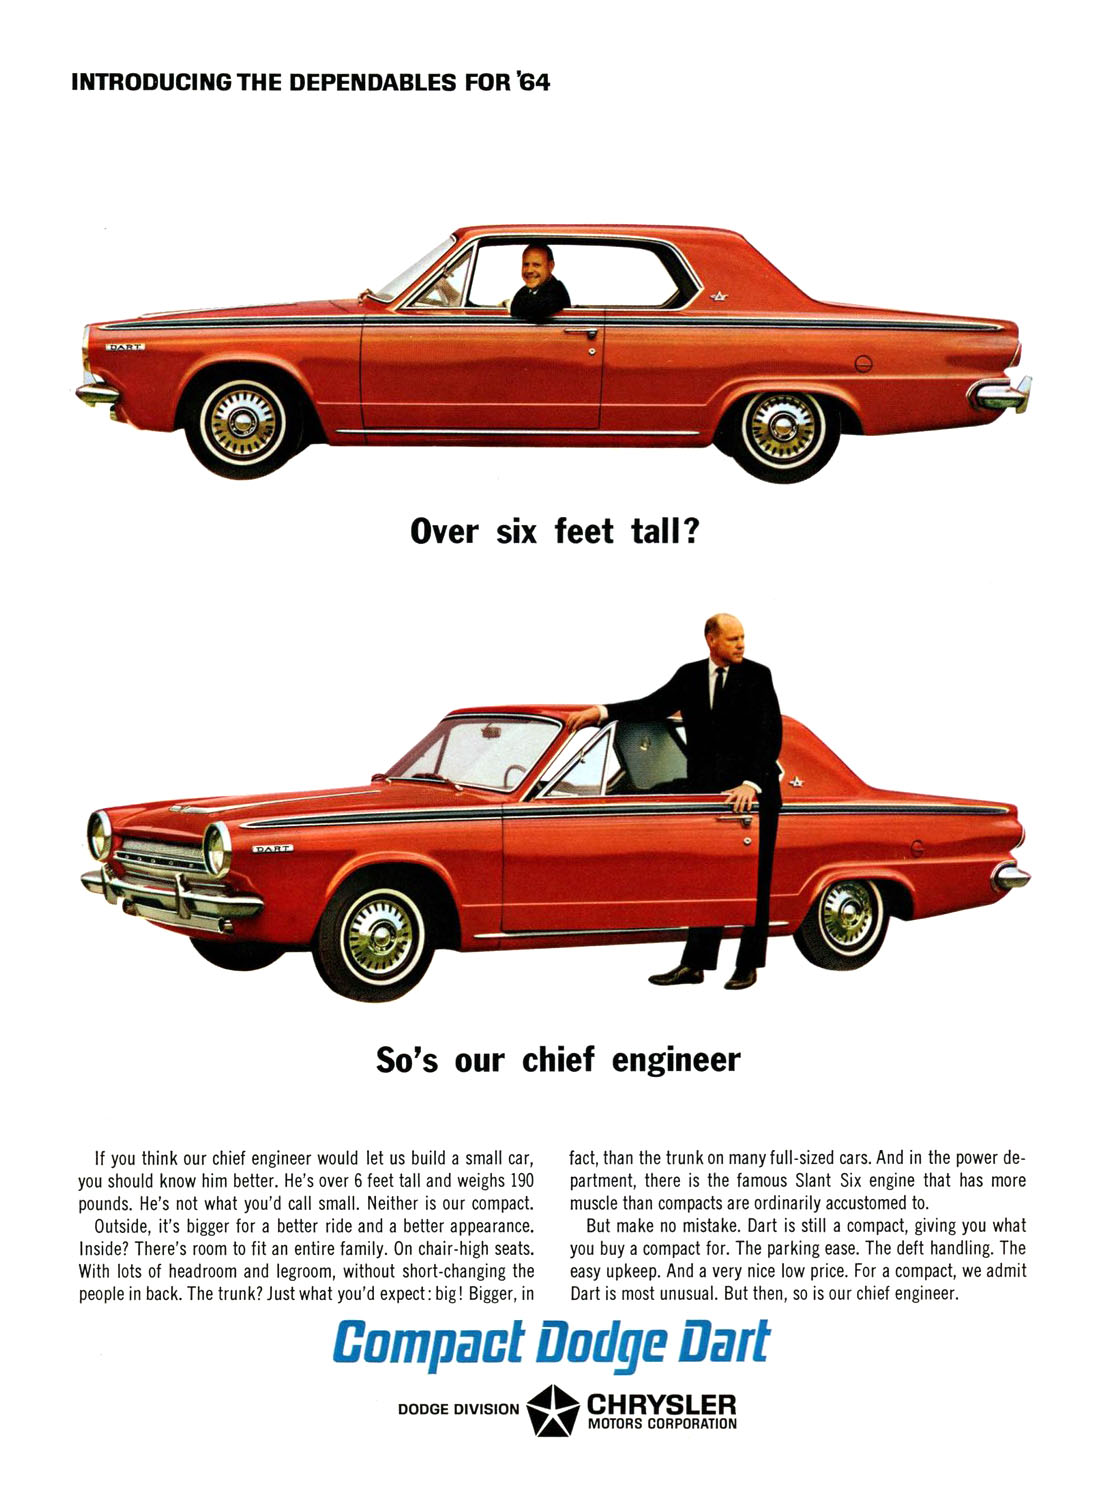 INTRODUCING THE DEPENDABLES FOR '64
DART
Over six feet tall?
DODGE
DART
So's our chief engineer
If you think our chief engineer would let us build a small car,
you should know him better. He's over 6 feet tall and weighs 190
pounds. He's not what you'd call small. Neither is our compact.
Outside, it's bigger for a better ride and a better appearance.
Inside? There's room to fit an entire family. On chair-high seats.
With lots of headroom and legroom, without short-changing the
people in back. The trunk? Just what you'd expect: big! Bigger, in
fact, than the trunk on many full-sized cars. And in the power de-
partment, there is the famous Slant Six engine that has more
muscle than compacts are ordinarily accustomed to.
But make no mistake. Dart is still a compact, giving you what
you buy a compact for. The parking ease. The deft handling. The
easy upkeep. And a very nice low price. For a compact, we admit
Dart is most unusual. But then, so is our chief engineer.
Compact Dodge Dart
DODGE DIVISION
CHRYSLER
MOTORS CORPORATION